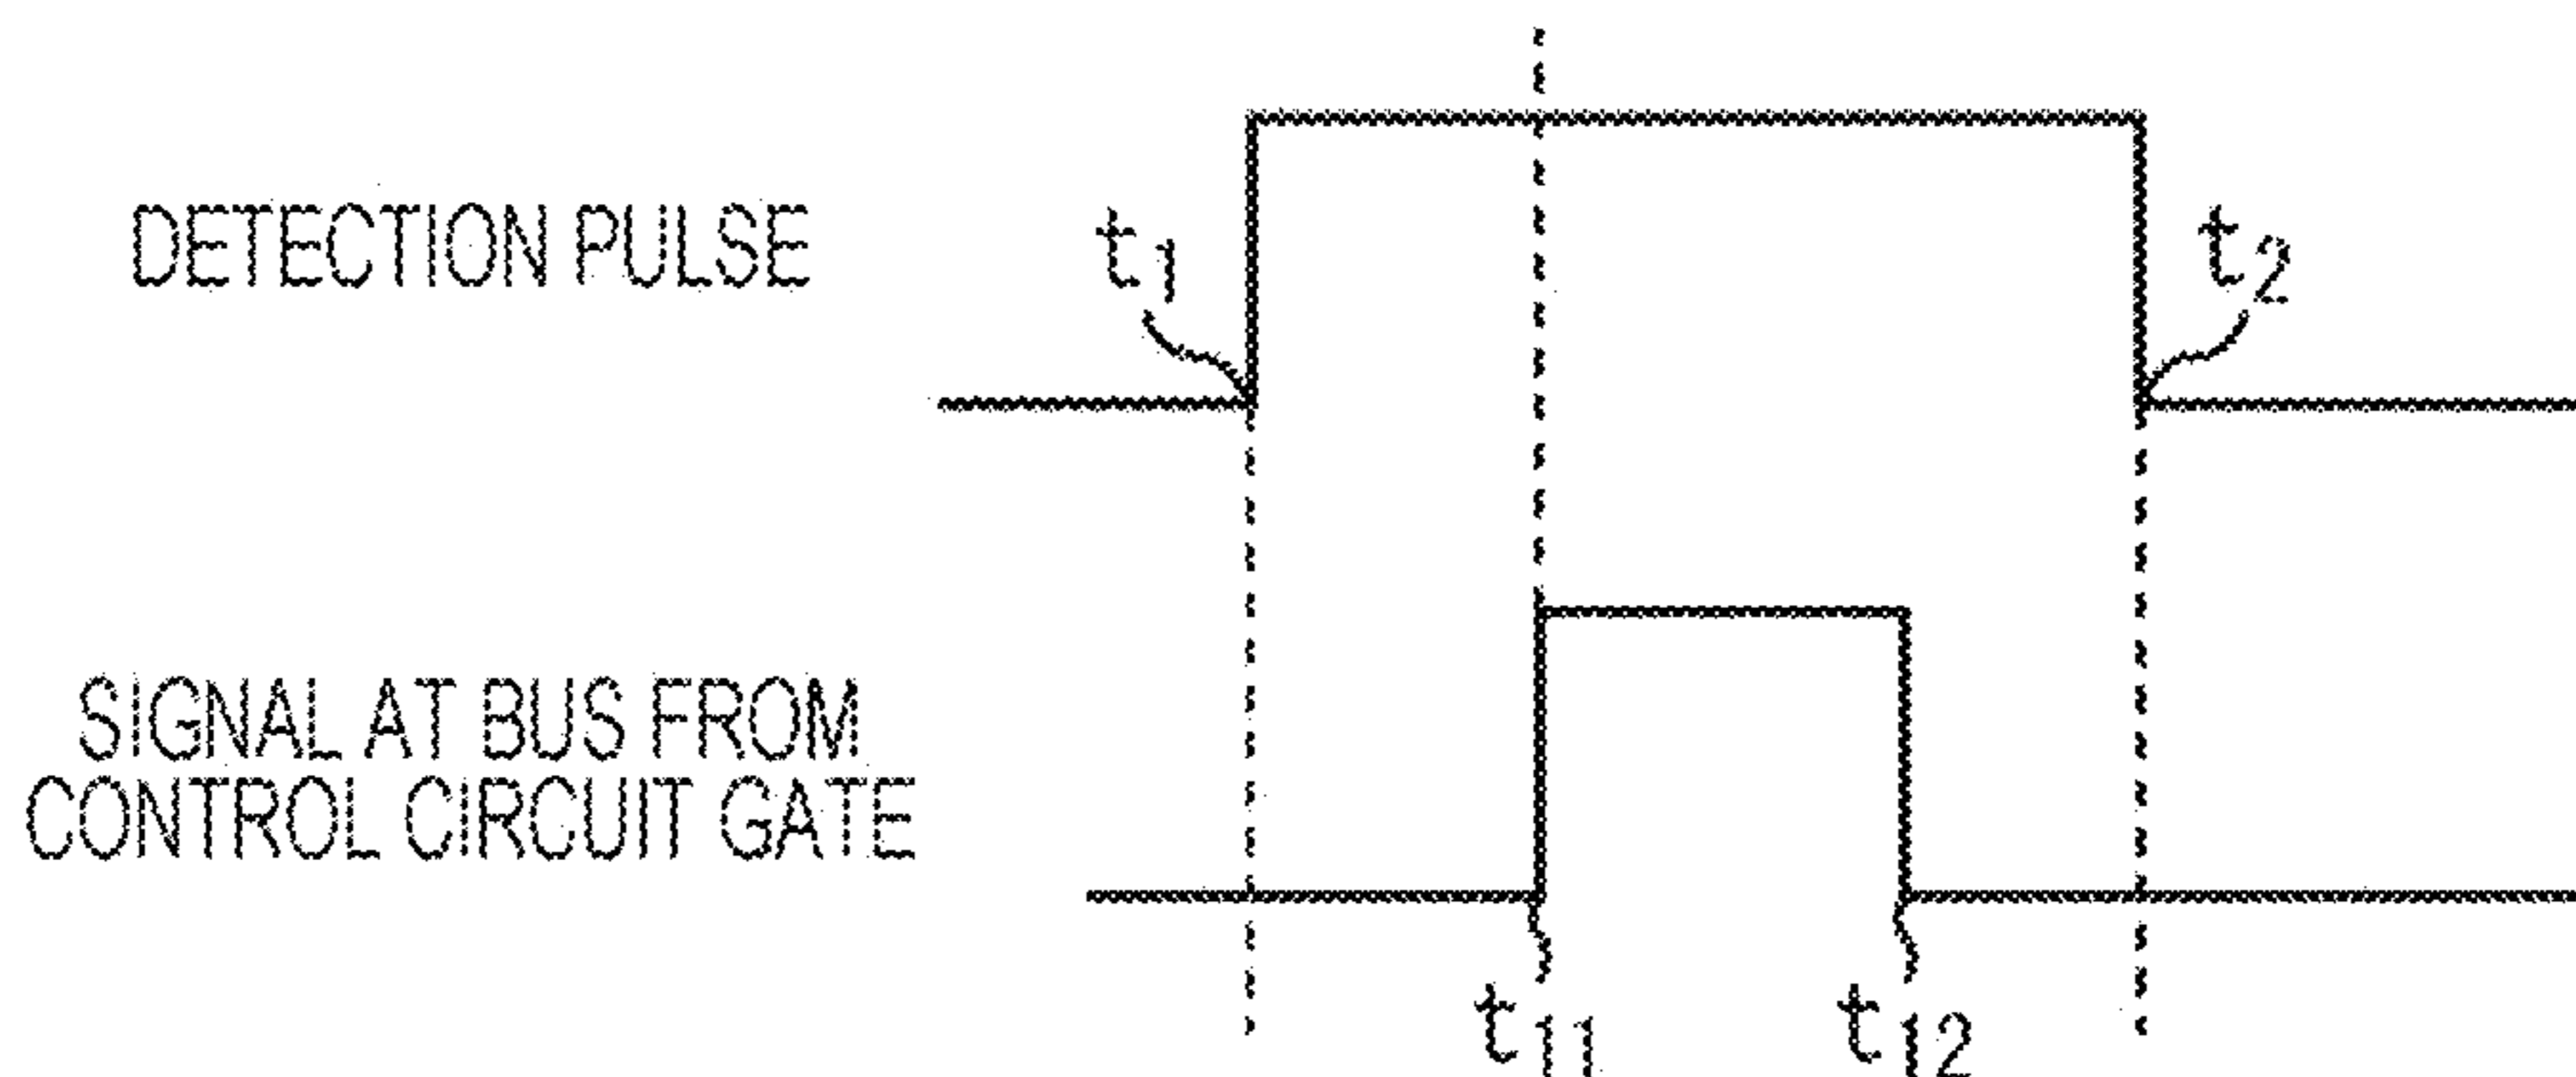 DETECTION PULSE
t1
t2
SIGNAL AT BUS FROM
CONTROL CIRCUIT GATE
t11
t12